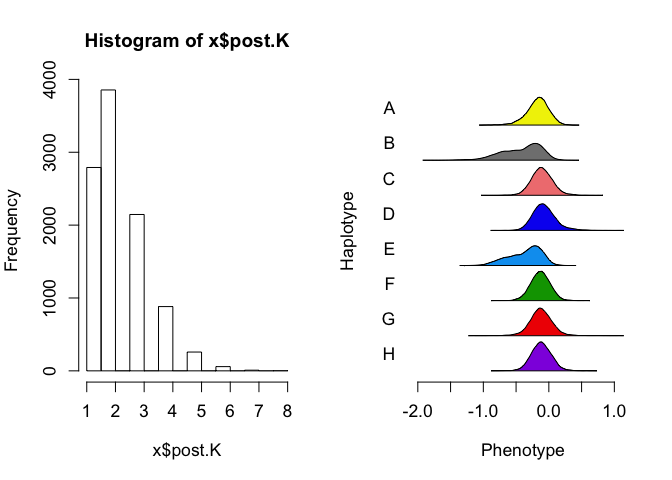 Histogram of x$post.K
Frequency
4000
3000
2000
1000
0
1 2 3 4 5 6 7 8
x$post.K
Haplotype
A
B
C
D
E
F
G
H
-2.0 -1.0 0.0 1.0
Phenotype